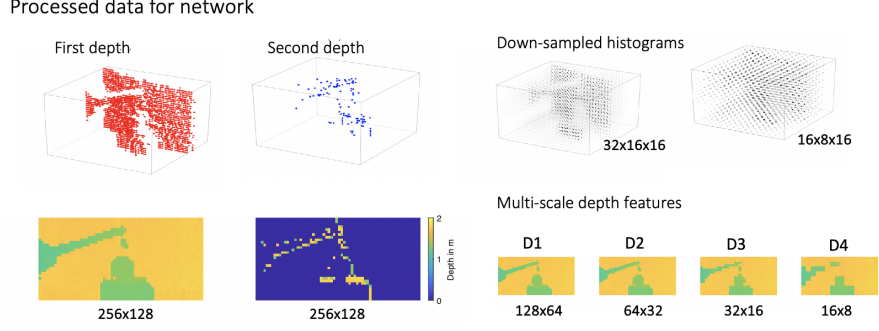 Processed data for network
First depth
Second depth
Down-sampled histograms
32x16x16
16x8x16
Multi-scale depth features
D1
D2
D3
D4
2
1
0
Depth in m
256x128
256x128
128x64
64x32
32x16
16x8